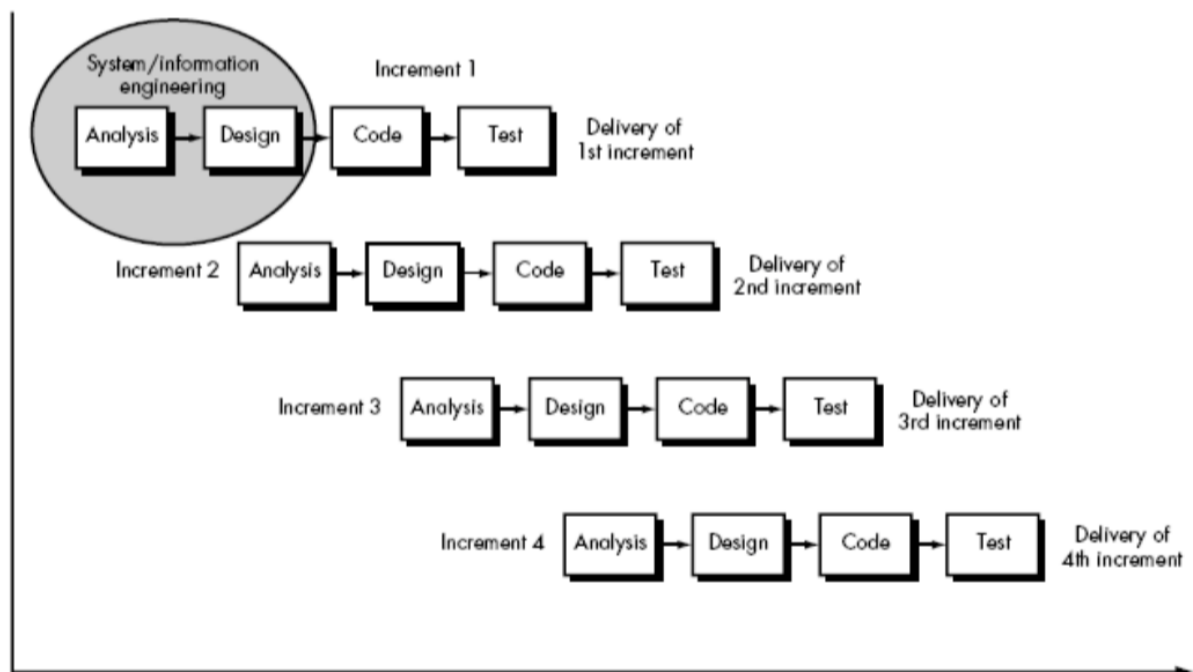 System/information
engineering
Increment 1
Analysis
Design
Code
Test
Delivery of
1st increment
Increment 2
Analysis
Design
Code
Test
Delivery of
2nd increment
Increment 3
Analysis
Design
Code
Test
Delivery of
3rd increment
Increment 4
Analysis
Design
Code
Test
Delivery of
4th increment